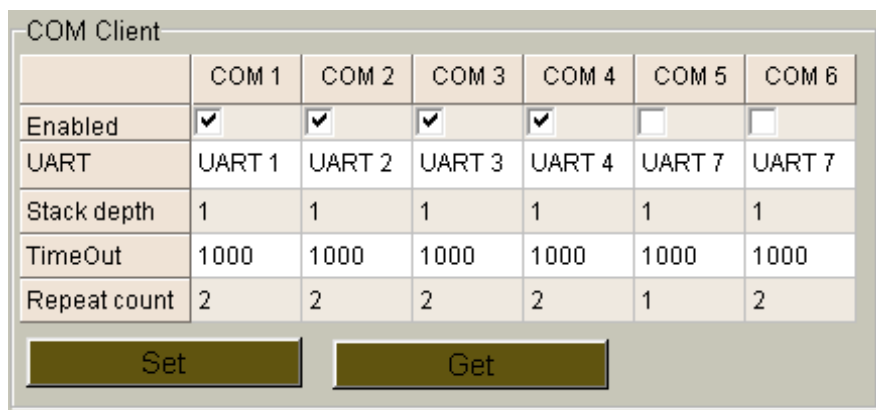 COM Client
COM 1 COM 2 COM 3 COM 4 COM 5 COM 6
Enabled
UART UART 1 UART 2 UART 3 UART 4 UART 7 UART 7
Stack depth 1 1 1 1 1 1
TimeOut 1000 1000 1000 1000 1000 1000
Repeat count 2 2 2 2 1 2
Set Get